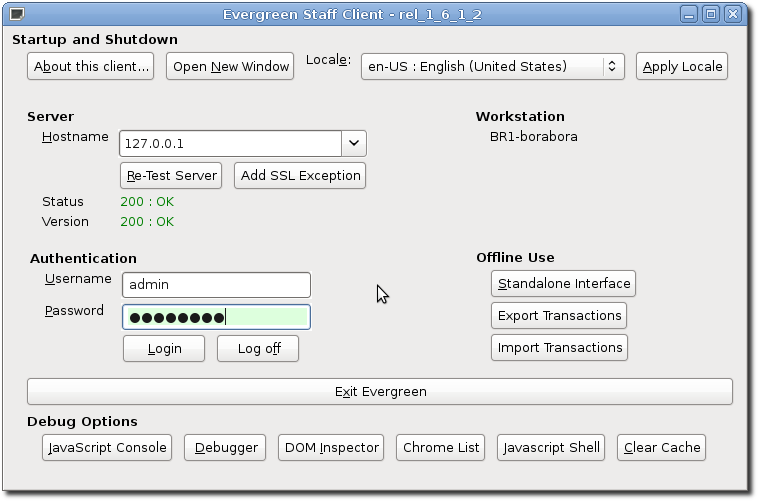 Evergreen Staff Client - rel_1_6_1_2
Startup and Shutdown
About this client... Open New Window Locale: en-US : English (United States) Apply Locale
Server Workstation
Hostname 127.0.0.1 BR1-borabora
Re-Test Server Add SSL Exception
Status 200 : OK
Version 200 : OK
Authentication Offline Use
Username admin Standalone Interface
Password ●●●●●●●● Export Transactions
Login Log off Import Transactions
Exit Evergreen
Debug Options
JavaScript Console Debugger DOM Inspector Chrome List Javascript Shell Clear Cache